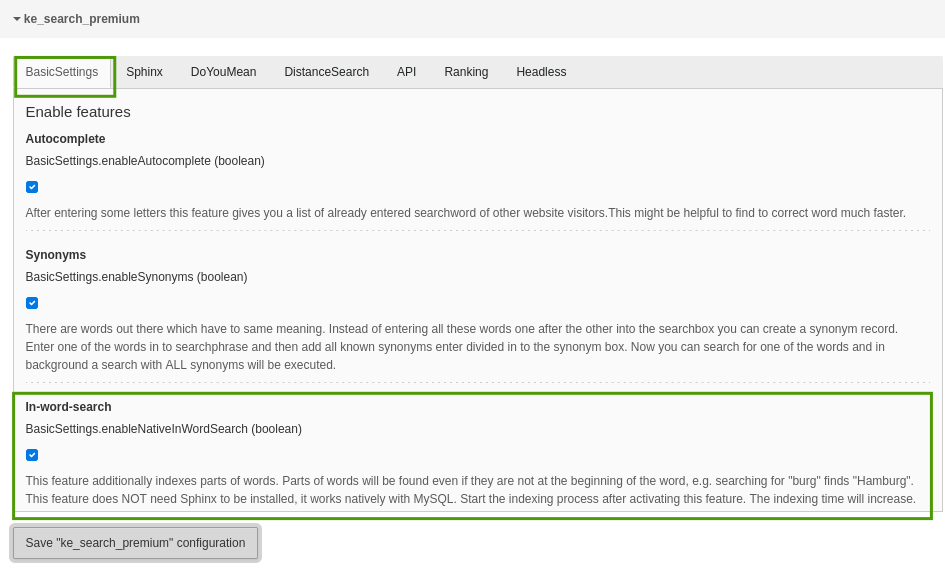 ke_search_premium
BasicSettings Sphinx DoYouMean DistanceSearch API Ranking Headless
Enable features
Autocomplete
BasicSettings.enableAutocomplete (boolean)
After entering some letters this feature gives you a list of already entered searchword of other website visitors.This might be helpful to find to correct word much faster.
Synonyms
BasicSettings.enableSynonyms (boolean)
There are words out there which have to same meaning. Instead of entering all these words one after the other into the searchbox you can create a synonym record.
Enter one of the words in to searchphrase and then add all known synonyms enter divided in to the synonym box. Now you can search for one of the words and in
background a search with ALL synonyms will be executed.
In-word-search
BasicSettings.enableNativeInWordSearch (boolean)
This feature additionally indexes parts of words. Parts of words will be found even if they are not at the beginning of the word, e.g. searching for "burg" finds "Hamburg".
This feature does NOT need Sphinx to be installed, it works natively with MySQL. Start the indexing process after activating this feature. The indexing time will increase.
Save "ke_search_premium" configuration